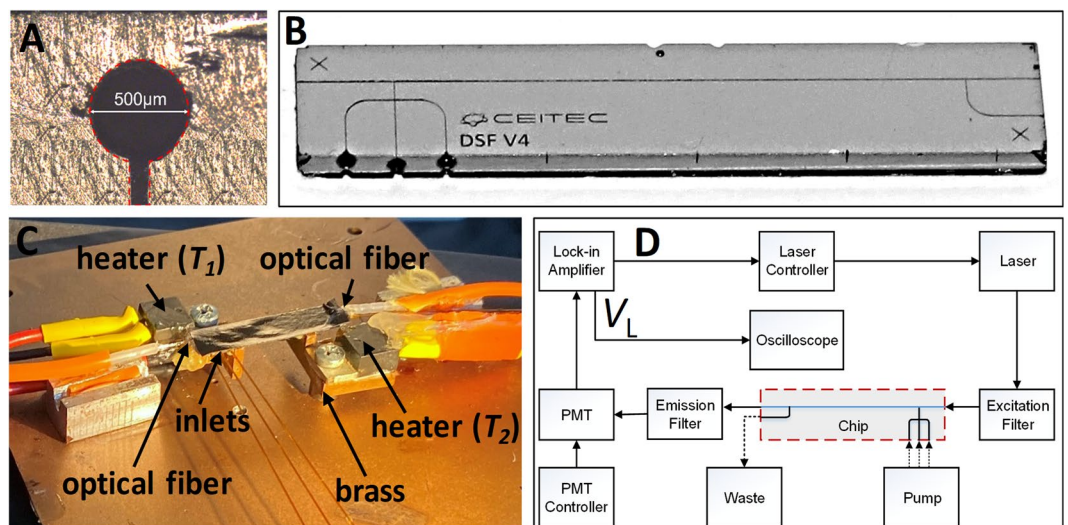 A
500µm
B
CEITEC
DSF V4
C
heater (T1)
optical fiber
inlets
heater (T2)
optical fiber
brass
D
Lock-in
Amplifier
Laser
Controller
Laser
VL
Oscilloscope
PMT
Emission
Filter
Chip
Excitation
Filter
PMT
Controller
Waste
Pump